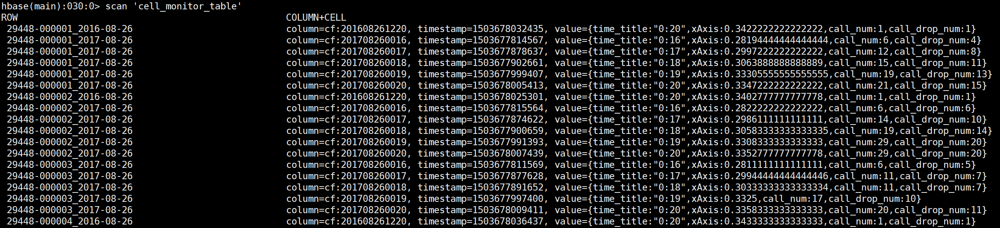 hbase(main):030:0> scan 'cell_monitor_table'
ROW COLUMN+CELL
29448-000001_2016-08-26 column=cf:201608261220, timestamp=1503678032435, value={time_title:"0:20",xAxis:0.3422222222222222,call_num:1,call_drop_num:1}
29448-000001_2017-08-26 column=cf:201708260016, timestamp=1503677814567, value={time_title:"0:16",xAxis:0.28194444444444444,call_num:6,call_drop_num:4}
29448-000001_2017-08-26 column=cf:201708260017, timestamp=1503677878637, value={time_title:"0:17",xAxis:0.2997222222222222,call_num:12,call_drop_num:8}
29448-000001_2017-08-26 column=cf:201708260018, timestamp=1503677902661, value={time_title:"0:18",xAxis:0.3063888888888889,call_num:15,call_drop_num:11}
29448-000001_2017-08-26 column=cf:201708260019, timestamp=1503677999407, value={time_title:"0:19",xAxis:0.33305555555555555,call_num:19,call_drop_num:13}
29448-000001_2017-08-26 column=cf:201708260020, timestamp=1503678005413, value={time_title:"0:20",xAxis:0.3347222222222222,call_num:21,call_drop_num:15}
29448-000002_2016-08-26 column=cf:201608261220, timestamp=1503678025301, value={time_title:"0:20",xAxis:0.3402777777777778,call_num:1,call_drop_num:1}
29448-000002_2017-08-26 column=cf:201708260016, timestamp=1503677815564, value={time_title:"0:16",xAxis:0.2822222222222222,call_num:6,call_drop_num:6}
29448-000002_2017-08-26 column=cf:201708260017, timestamp=1503677874622, value={time_title:"0:17",xAxis:0.2986111111111111,call_num:14,call_drop_num:10}
29448-000002_2017-08-26 column=cf:201708260018, timestamp=1503677900659, value={time_title:"0:18",xAxis:0.30583333333333335,call_num:19,call_drop_num:14}
29448-000002_2017-08-26 column=cf:201708260019, timestamp=1503677991393, value={time_title:"0:19",xAxis:0.3308333333333333,call_num:29,call_drop_num:20}
29448-000002_2017-08-26 column=cf:201708260020, timestamp=1503678007439, value={time_title:"0:20",xAxis:0.3352777777777778,call_num:29,call_drop_num:20}
29448-000003_2017-08-26 column=cf:201708260016, timestamp=1503677811569, value={time_title:"0:16",xAxis:0.2811111111111111,call_num:6,call_drop_num:5}
29448-000003_2017-08-26 column=cf:201708260017, timestamp=1503677877628, value={time_title:"0:17",xAxis:0.29944444444444446,call_num:11,call_drop_num:7}
29448-000003_2017-08-26 column=cf:201708260018, timestamp=1503677891652, value={time_title:"0:18",xAxis:0.30333333333333334,call_num:11,call_drop_num:7}
29448-000003_2017-08-26 column=cf:201708260019, timestamp=1503677997400, value={time_title:"0:19",xAxis:0.3325,call_num:17,call_drop_num:10}
29448-000003_2017-08-26 column=cf:201708260020, timestamp=1503678009411, value={time_title:"0:20",xAxis:0.3358333333333333,call_num:20,call_drop_num:11}
29448-000004_2016-08-26 column=cf:201608261220, timestamp=1503678036437, value={time_title:"0:20",xAxis:0.3433333333333333,call_num:1,call_drop_num:1}